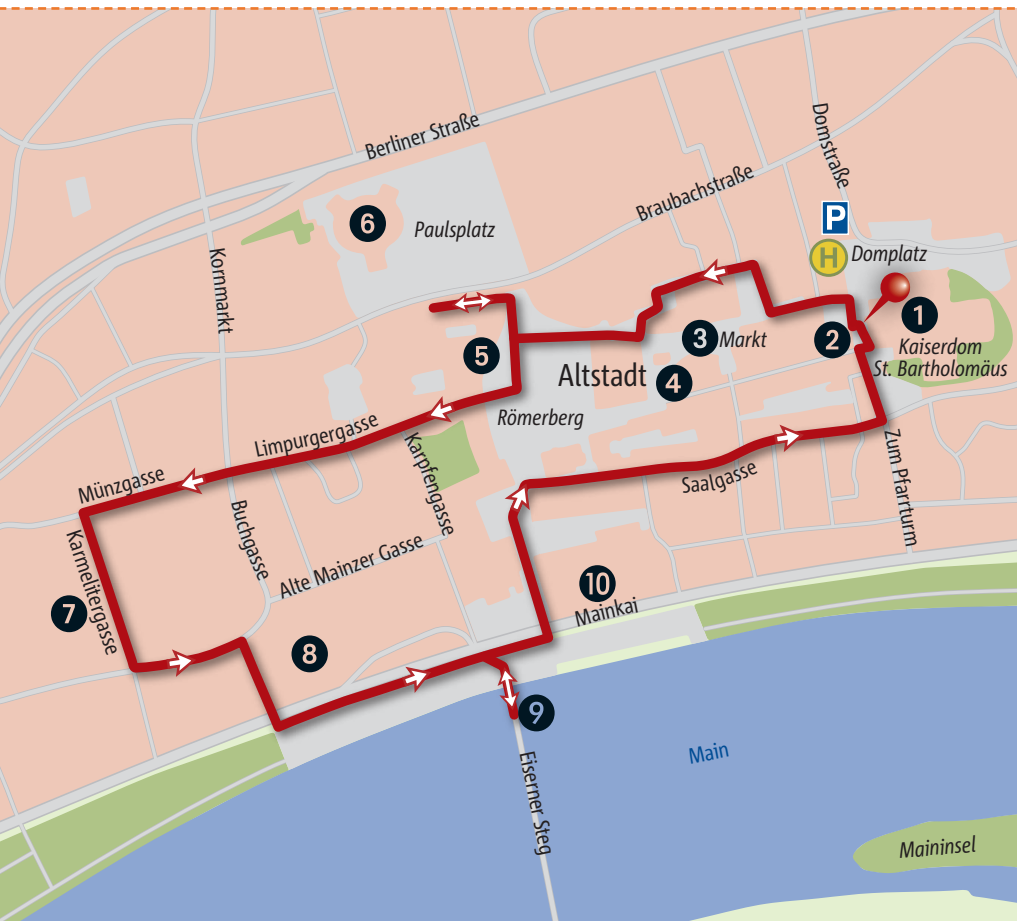 Berliner Straße
Domstraße
Braubachstraße
P
6
Paulsplatz
H
Domplatz
Kornmarkt
1
Kaiserdom
St. Bartholomäus
2
3
Markt
5
Altstadt
4
Römerberg
Limpurgergasse
Karpfengasse
Münzgasse
Saalgasse
Zum Pfarrturm
Buchgasse
Karmelitergasse
Alte Mainzer Gasse
7
10
Mainkai
8
9
Main
Eiserner Steg
Maininsel